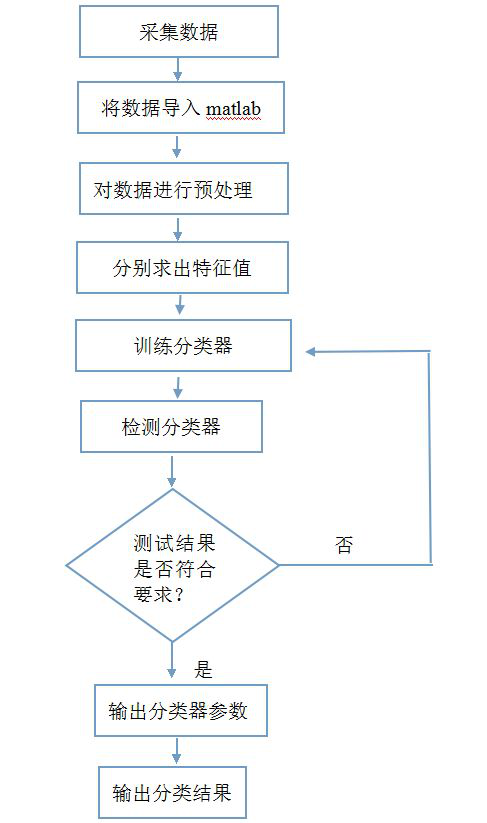 采集数据
将数据导入 matlab
对数据进行预处理
分别求出特征值
训练分类器
检测分类器
测试结果
是否符合
要求？
否
是
输出分类器参数
输出分类结果